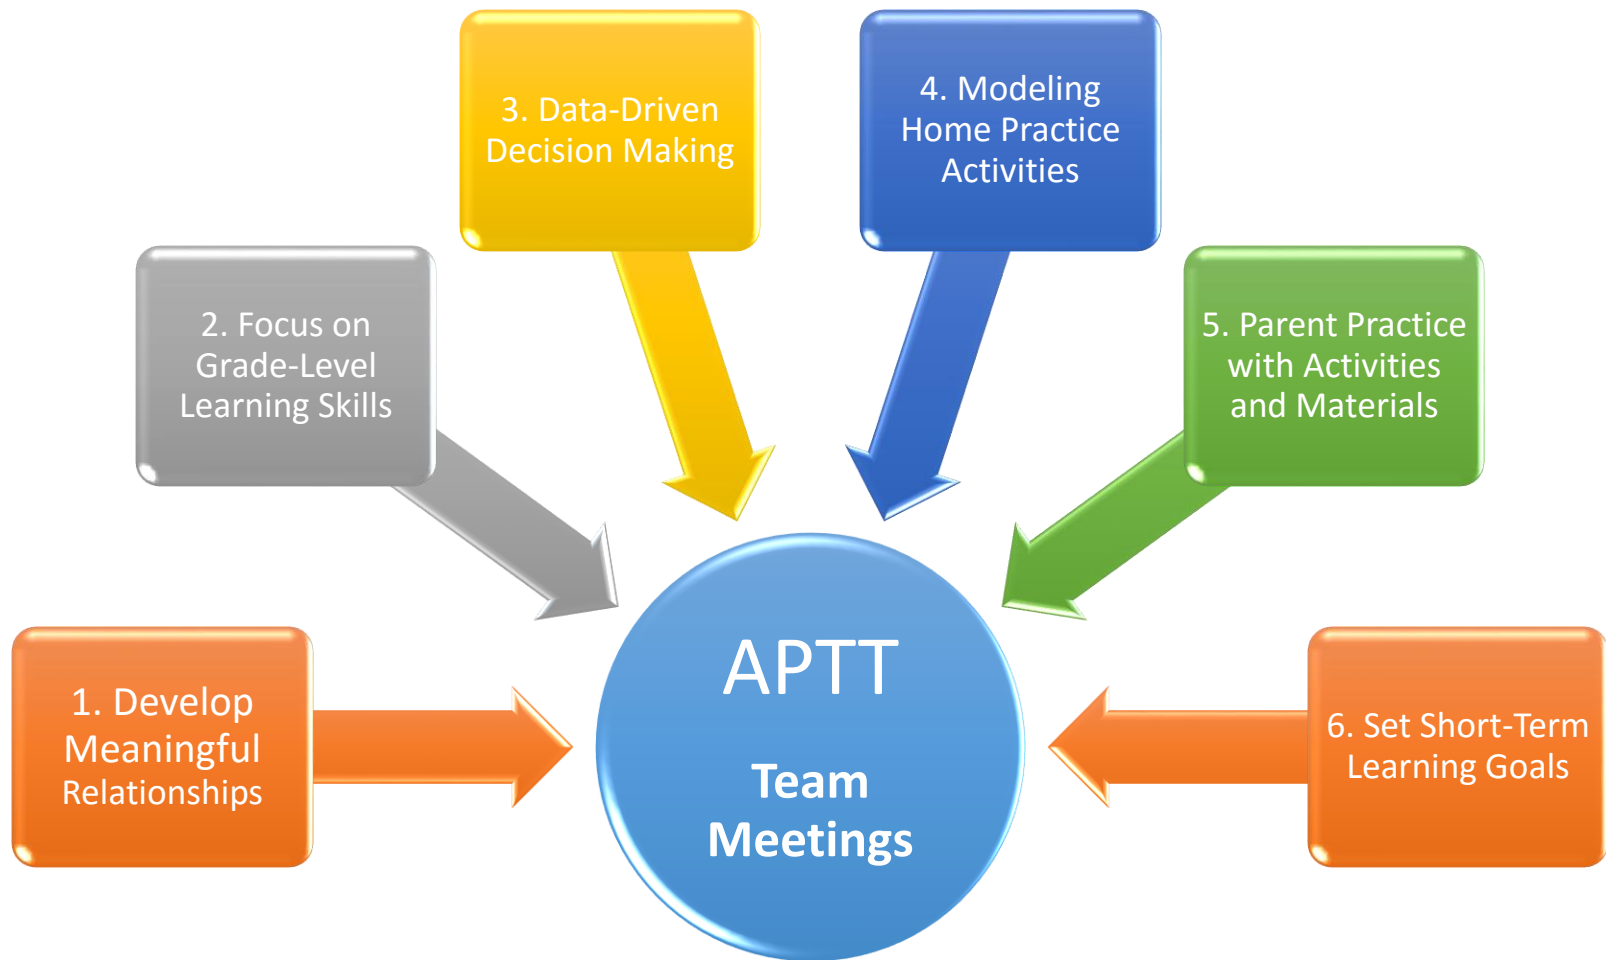 1. Develop
Meaningful
Relationships
2. Focus on
Grade-Level
Learning Skills
3. Data-Driven
Decision Making
4. Modeling
Home Practice
Activities
5. Parent Practice
with Activities
and Materials
6. Set Short-Term
Learning Goals
APTT
Team
Meetings